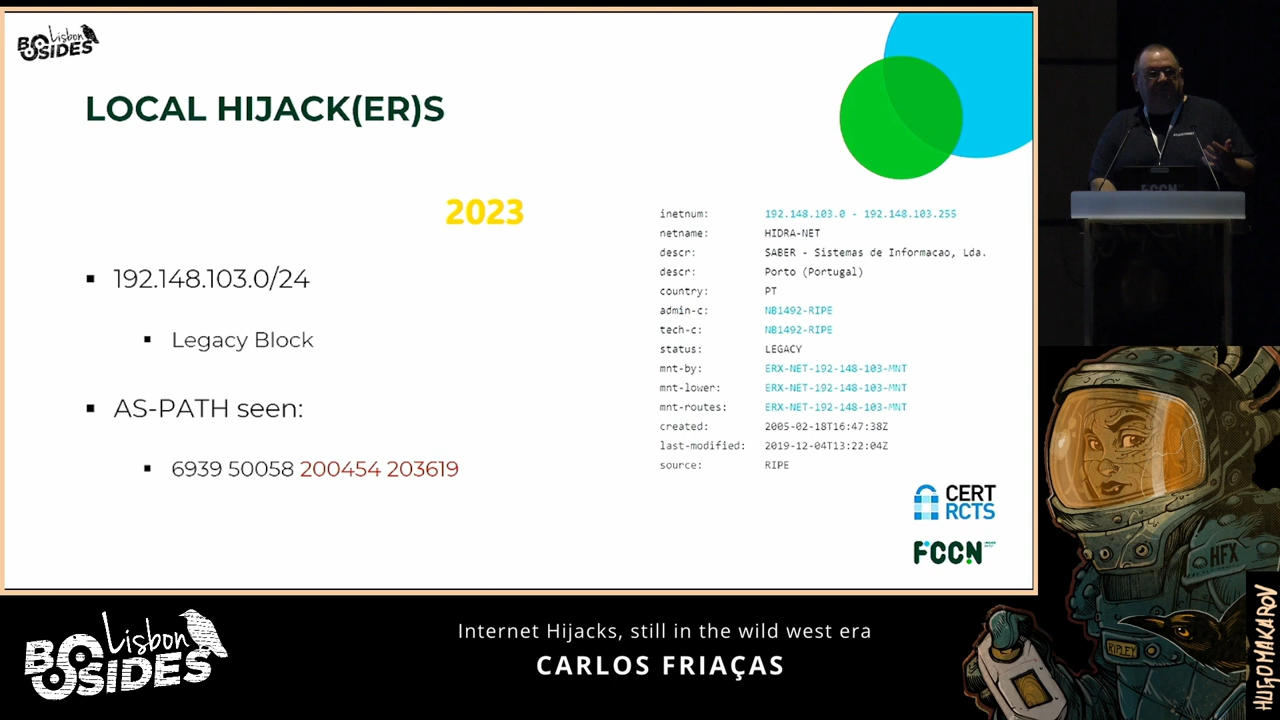 Lisbon
BSIDES
LOCAL HIJACK(ER)S
2023
▪ 192.148.103.0/24
▪ Legacy Block
▪ AS-PATH seen:
▪ 6939 50058 200454 203619
inetnum: 192.148.103.0 - 192.148.103.255
netname: HIDRA-NET
descr: SABER - Sistemas de Informacao, Lda.
descr: Porto (Portugal)
country: PT
admin-c: NB1492-RIPE
tech-c: NB1492-RIPE
status: LEGACY
mnt-by: ERX-NET-192-148-103-MNT
mnt-lower: ERX-NET-192-148-103-MNT
mnt-routes: ERX-NET-192-148-103-MNT
created: 2005-02-18T16:47:38Z
last-modified: 2019-12-04T13:22:04Z
source: RIPE
CERT
RCTS
FCCN
FCCN
HFX
RIPLEY
HUGOMAKAROV
Lisbon
BSIDES
Internet Hijacks, still in the wild west era
CARLOS FRIAÇAS